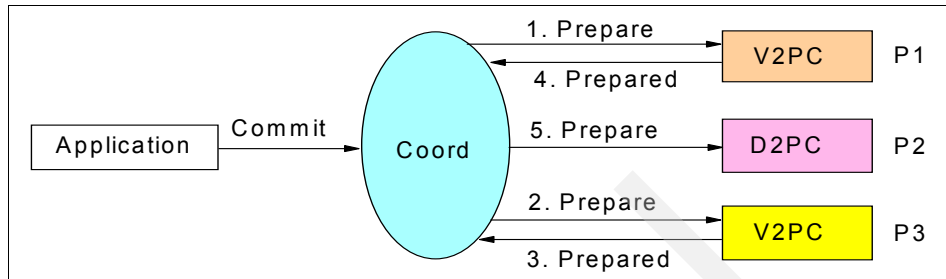 1. Prepare
V2PC P1
4. Prepared
Commit
5. Prepare
Application
Coord
D2PC P2
2. Prepare
V2PC P3
3. Prepared